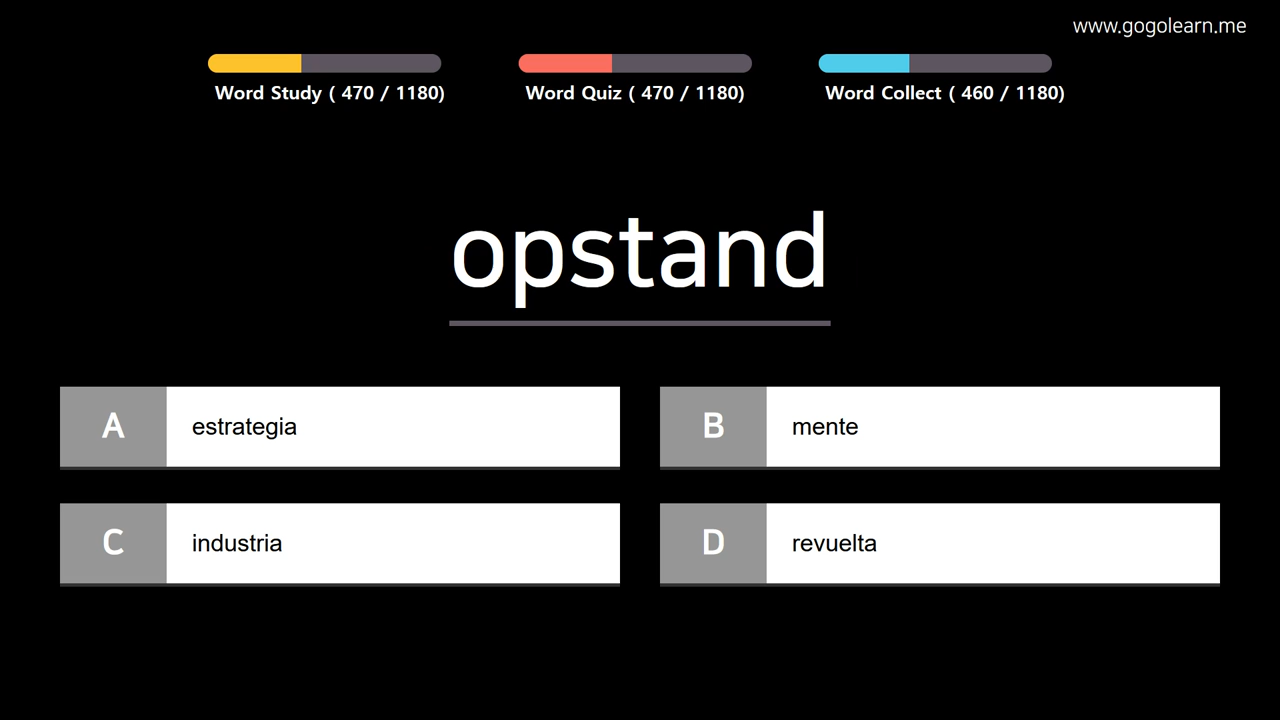 www.gogolearn.me
Word Study ( 470 / 1180)
Word Quiz ( 470 / 1180)
Word Collect ( 460 / 1180)
opstand
A estrategia
B mente
C industria
D revuelta